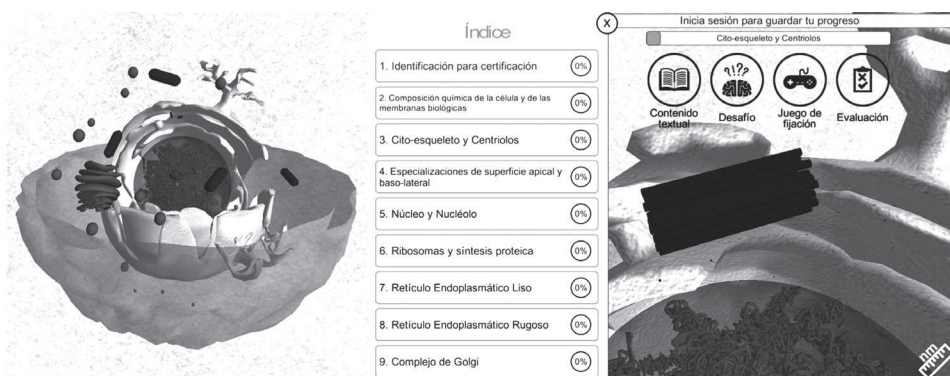 Índice
1. Identificación para certificación
0%
2. Composición química de la célula y de las
membranas biológicas
0%
3. Cito-esqueleto y Centriolos
0%
4. Especializaciones de superficie apical y
baso-lateral
0%
5. Núcleo y Nucléolo
0%
6. Ribosomas y síntesis proteica
0%
7. Retículo Endoplasmático Liso
0%
8. Retículo Endoplasmático Rugoso
0%
9. Complejo de Golgi
0%
X
Inicia sesión para guardar tu progreso
Cito-esqueleto y Centriolos
Contenido
textual
Desafío
Juego de
fijación
Evaluación
nm